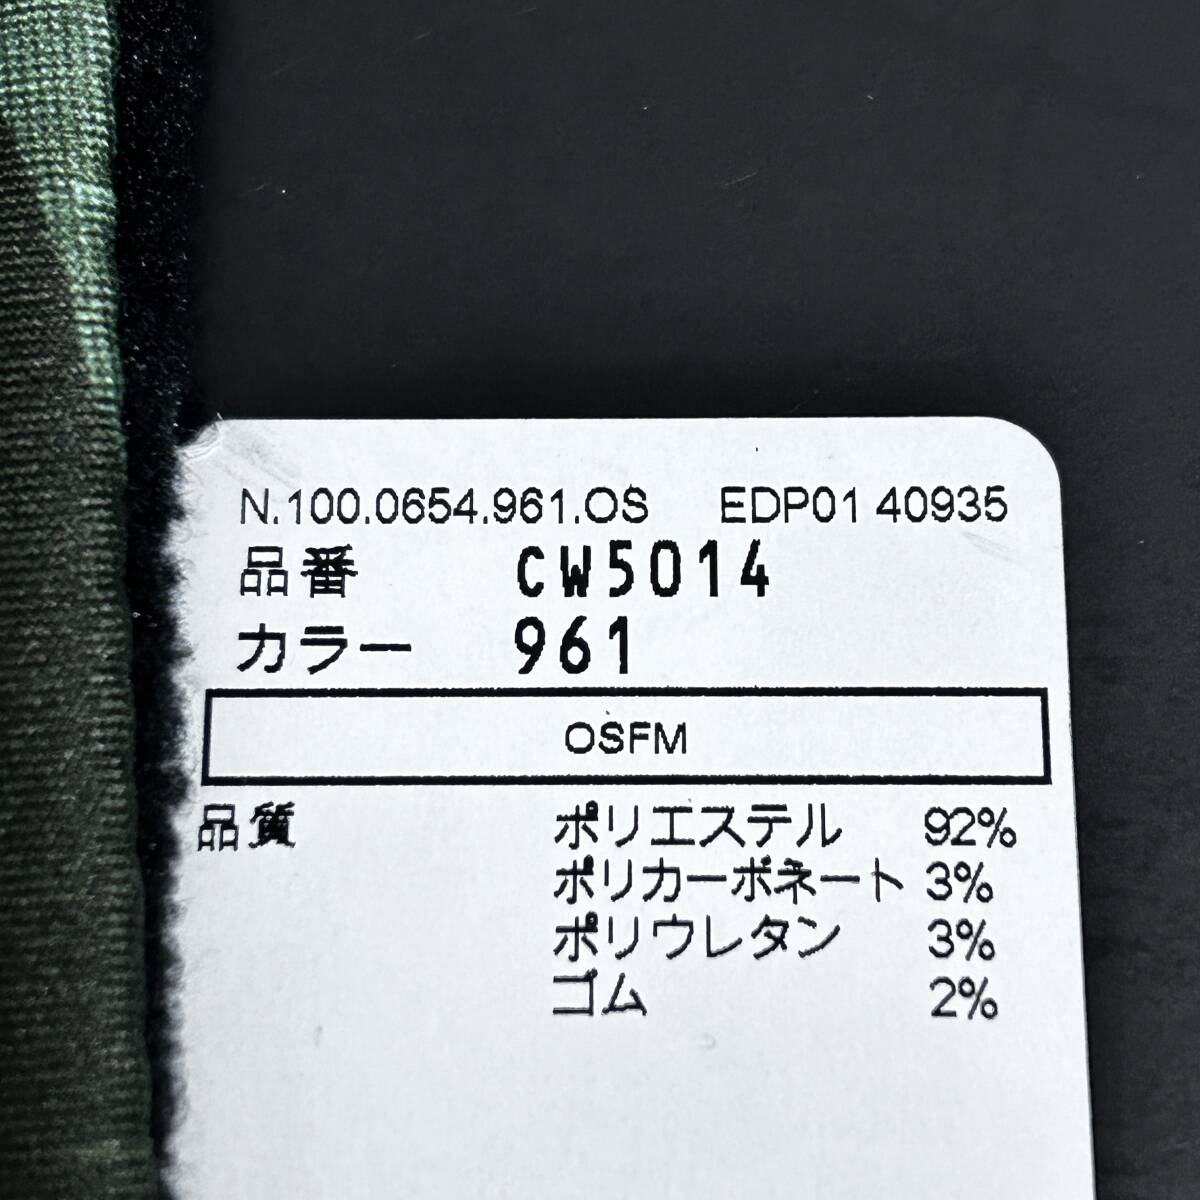 N.100.0654.961.OS EDP01 40935
品番 CW5014
カラー 961
OSFM
品質 ポリエステル 92%
ポリカーボネート 3%
ポリウレタン 3%
ゴム 2%